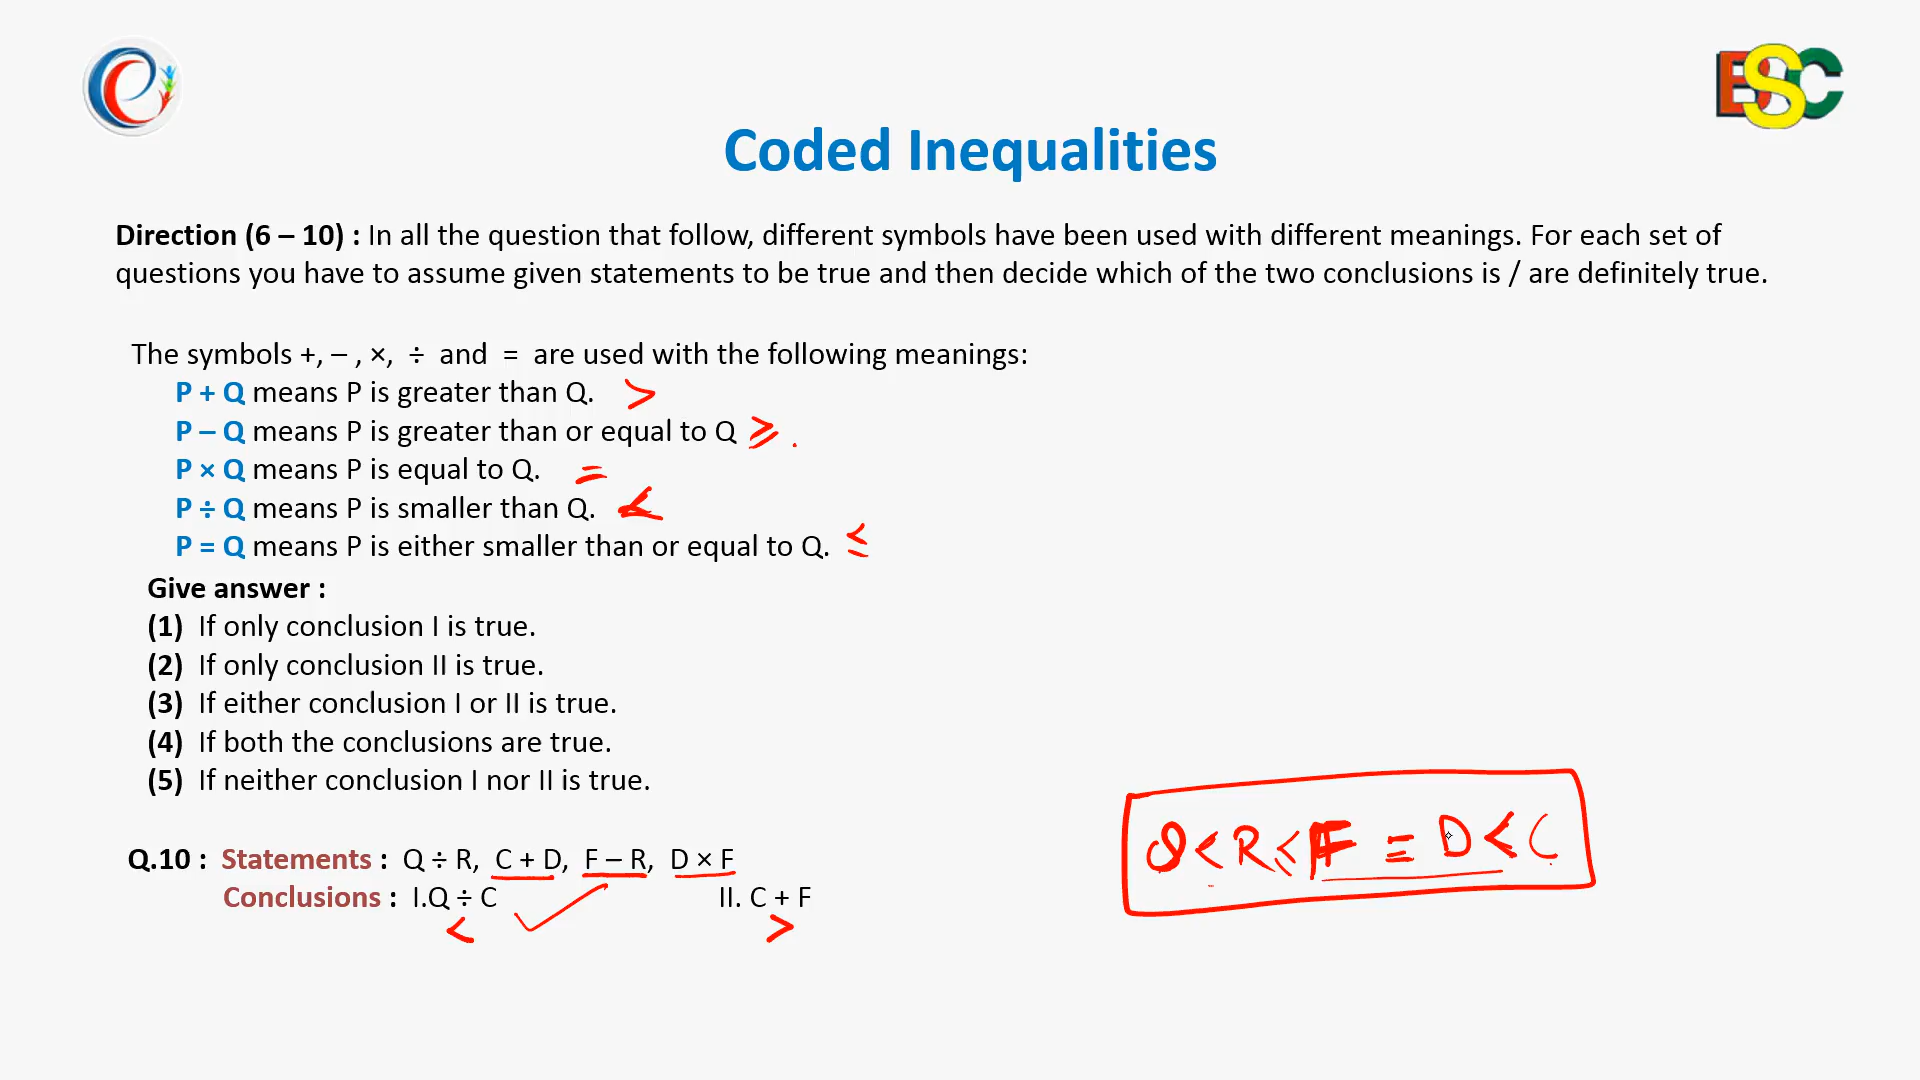 ESC
Coded Inequalities
Direction (6 – 10) : In all the question that follow, different symbols have been used with different meanings. For each set of
questions you have to assume given statements to be true and then decide which of the two conclusions is / are definitely true.
The symbols +, – , ×, ÷ and = are used with the following meanings:
P + Q means P is greater than Q. >
P – Q means P is greater than or equal to Q ≥ .
P × Q means P is equal to Q. =
P ÷ Q means P is smaller than Q. <
P = Q means P is either smaller than or equal to Q. ≤
Give answer :
(1) If only conclusion I is true.
(2) If only conclusion II is true.
(3) If either conclusion I or II is true.
(4) If both the conclusions are true.
(5) If neither conclusion I nor II is true.
Q < R ≤ F = D < C
Q.10 : Statements : Q ÷ R, C + D, F – R, D × F
Conclusions : I.Q ÷ C ✓ II. C + F
< >